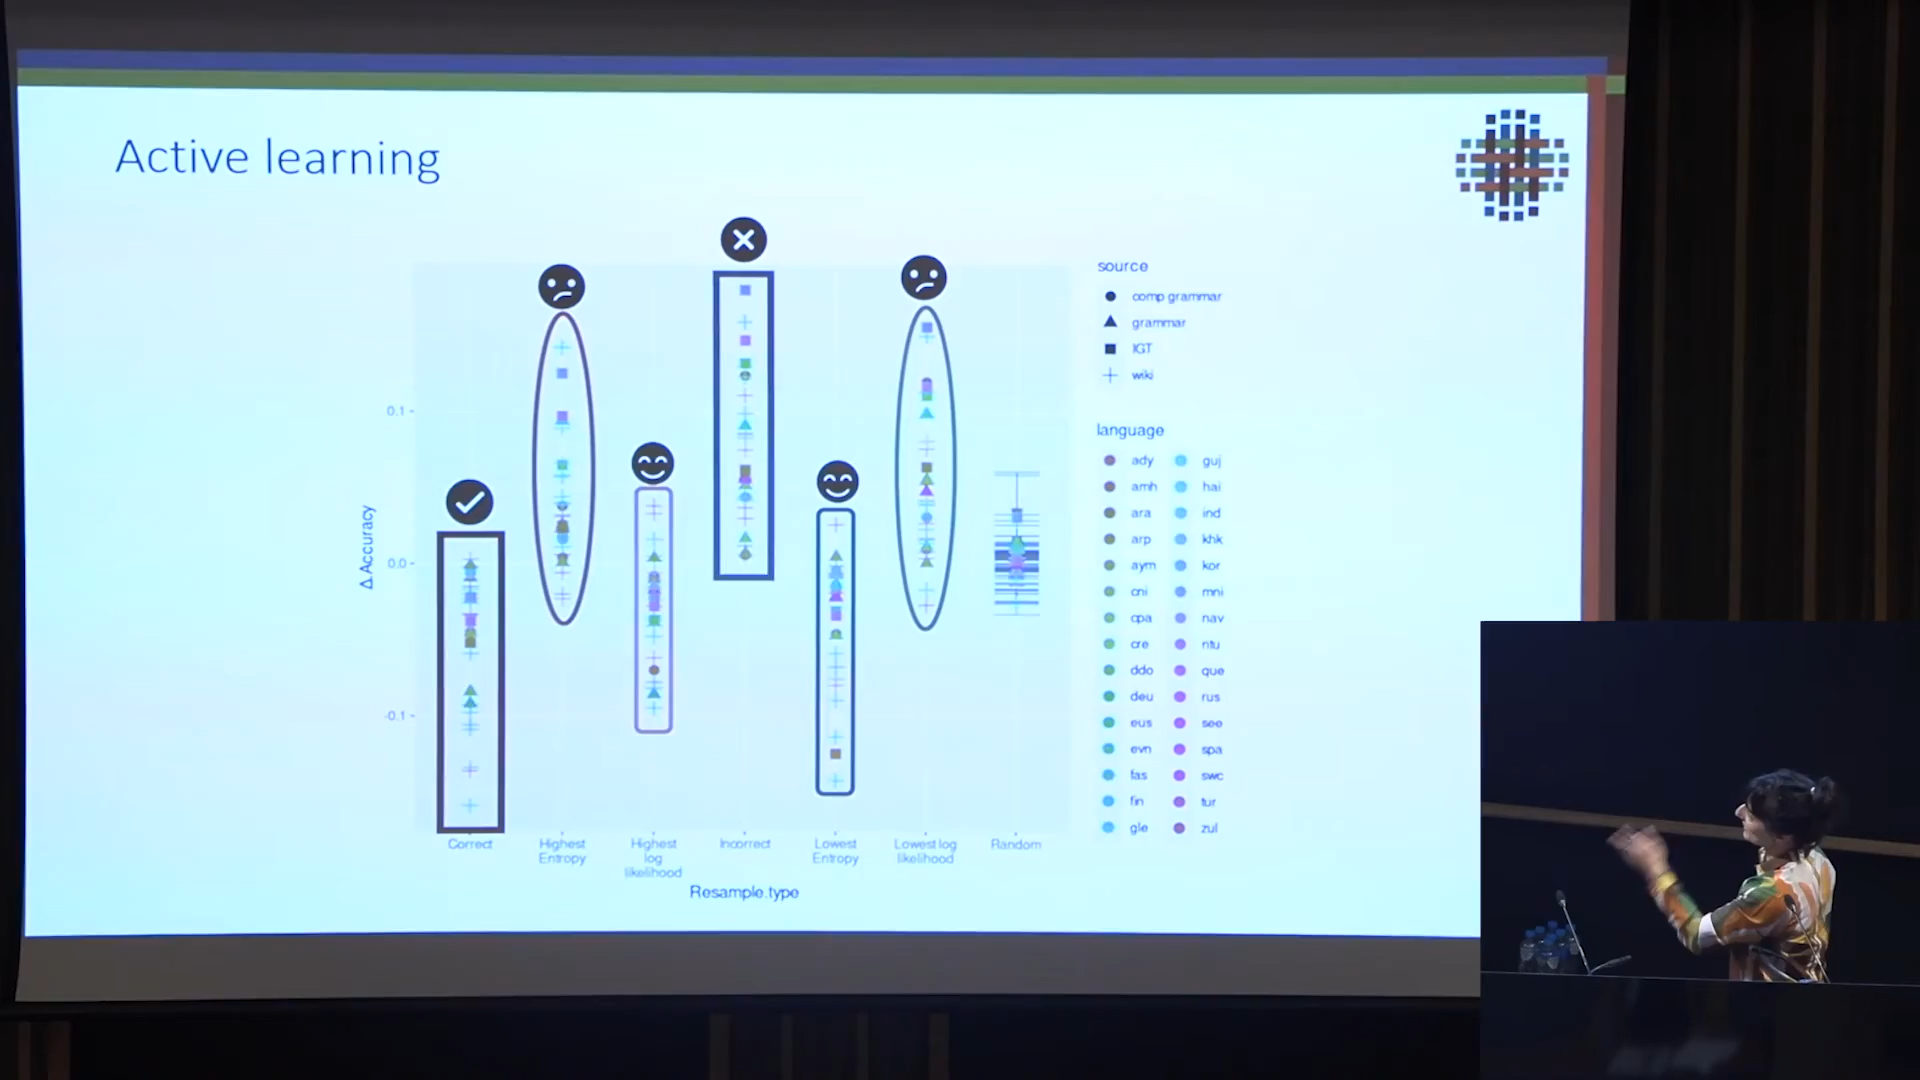 Active learning
source
comp grammar
grammar
IGT
wiki
language
ady guj
amh hai
ara ind
arp khk
aym kor
cni mni
cpa nav
cre ntu
ddo que
deu rus
eus see
evn spa
fas swc
fin tur
gle zul
Δ Accuracy
0.1
0.0
-0.1
Correct
Highest Entropy
Highest log likelihood
Incorrect
Lowest Entropy
Lowest log likelihood
Random
Resample.type